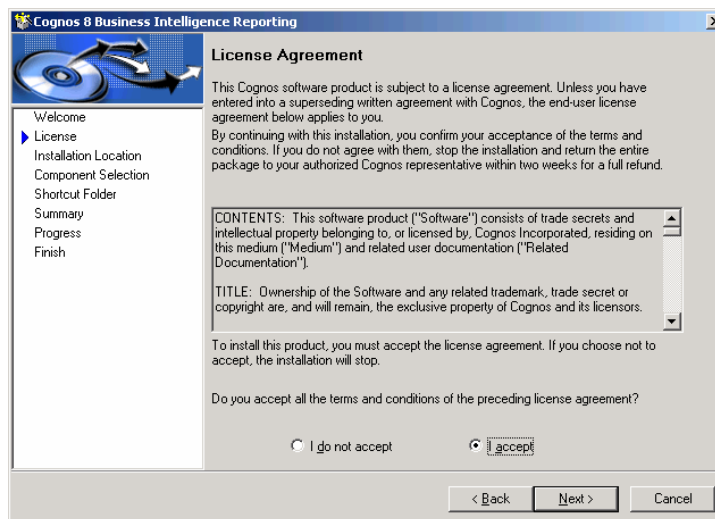 Cognos 8 Business Intelligence Reporting
Welcome
License
Installation Location
Component Selection
Shortcut Folder
Summary
Progress
Finish
License Agreement
This Cognos software product is subject to a license agreement. Unless you have
entered into a superseding written agreement with Cognos, the end-user license
agreement below applies to you.
By continuing with this installation, you confirm your acceptance of the terms and
conditions. If you do not agree with them, stop the installation and return the entire
package to your authorized Cognos representative within two weeks for a full refund.
CONTENTS: This software product ("Software") consists of trade secrets and
intellectual property belonging to, or licensed by, Cognos Incorporated, residing on
this medium ("Medium") and related user documentation ("Related
Documentation").
TITLE: Ownership of the Software and any related trademark, trade secret or
copyright are, and will remain, the exclusive property of Cognos and its licensors.
To install this product, you must accept the license agreement. If you choose not to
accept, the installation will stop.
Do you accept all the terms and conditions of the preceding license agreement?
I do not accept
I accept
< Back
Next >
Cancel